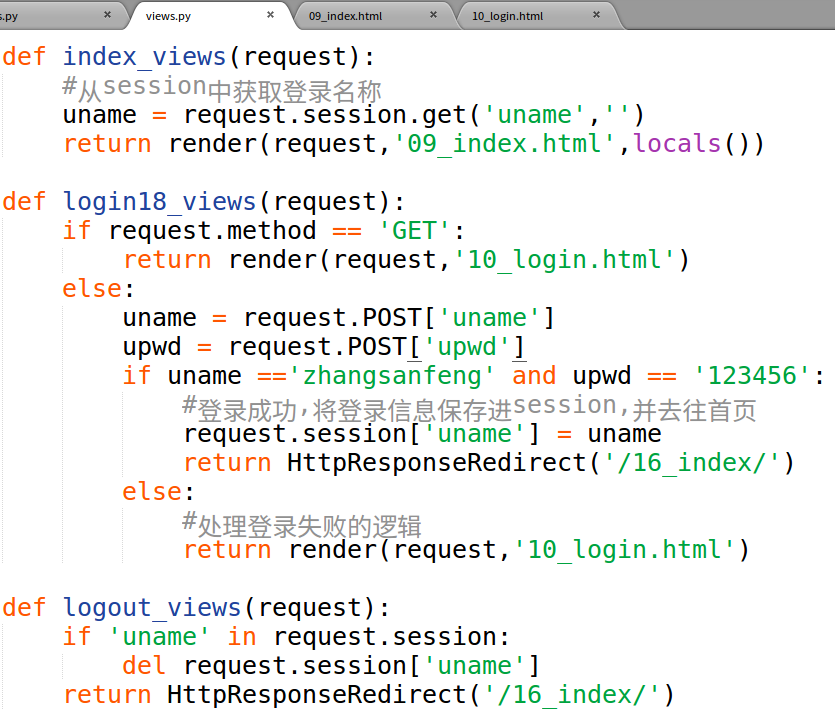 s.py × views.py × 09_index.html × 10_login.html ×
def index_views(request):
    #从session中获取登录名称
    uname = request.session.get('uname','')
    return render(request,'09_index.html',locals())
def login18_views(request):
    if request.method == 'GET':
        return render(request,'10_login.html')
    else:
        uname = request.POST['uname']
        upwd = request.POST['upwd']
        if uname =='zhangsanfeng' and upwd == '123456':
            #登录成功,将登录信息保存进session,并去往首页
            request.session['uname'] = uname
            return HttpResponseRedirect('/16_index/')
        else:
            #处理登录失败的逻辑
            return render(request,'10_login.html')
def logout_views(request):
    if 'uname' in request.session:
        del request.session['uname']
    return HttpResponseRedirect('/16_index/')